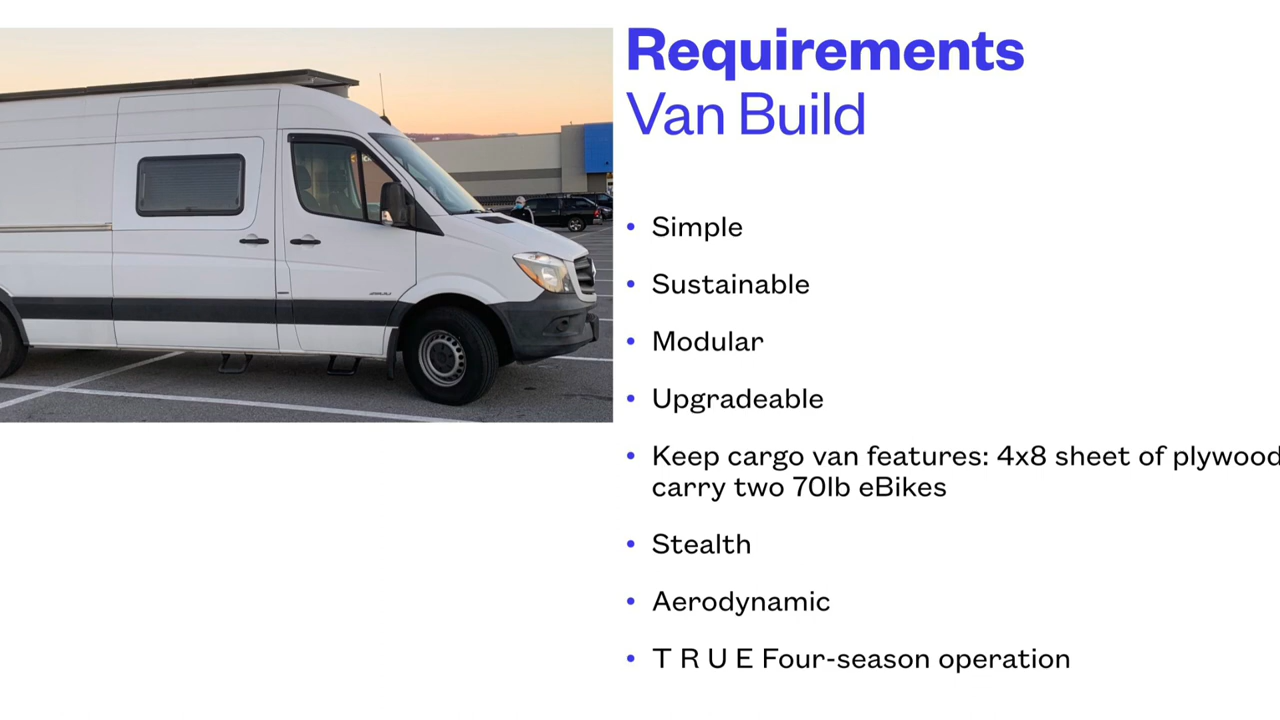 Requirements
Van Build
• Simple
• Sustainable
• Modular
• Upgradeable
• Keep cargo van features: 4x8 sheet of plywood
carry two 70lb eBikes
• Stealth
• Aerodynamic
• T R U E Four-season operation